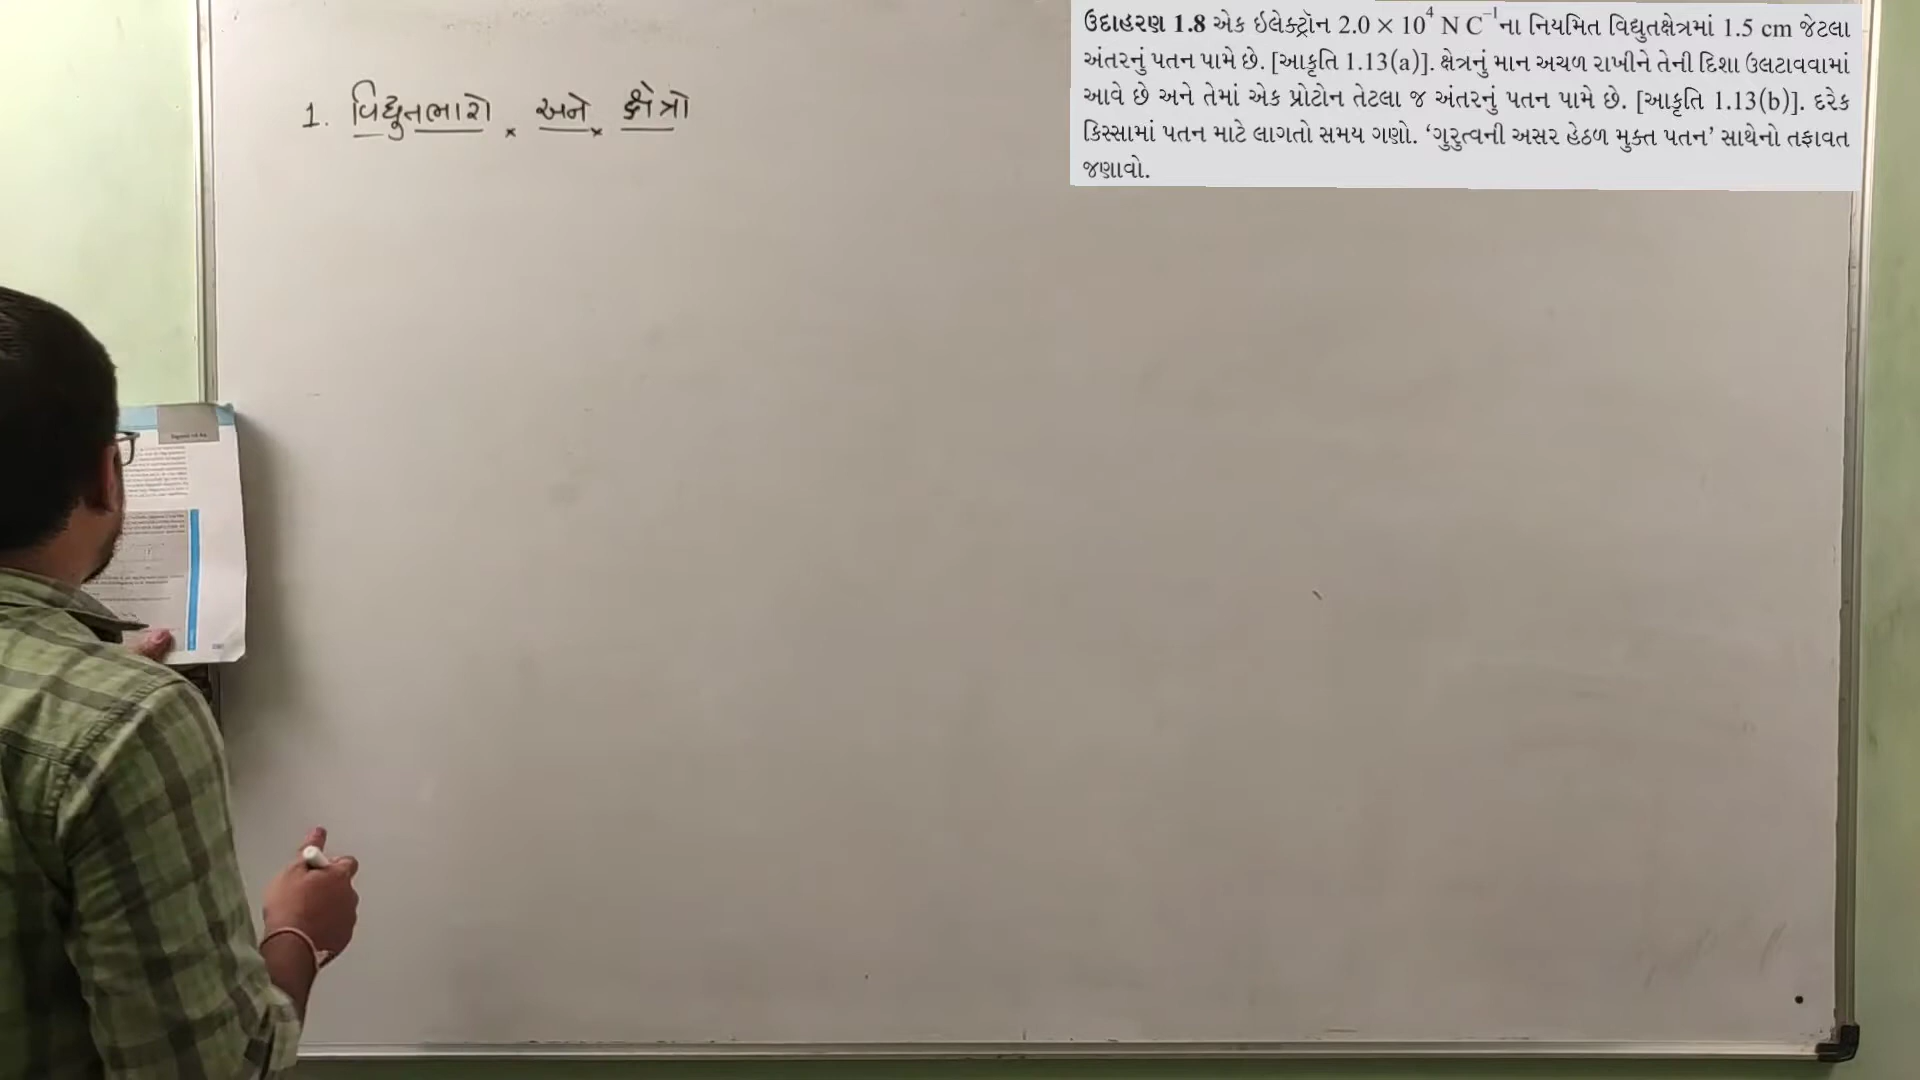 1. વિદ્યુતભારો અને ક્ષેત્રો
ઉદાહરણ 1.8 એક ઇલેક્ટ્રૉન 2.0 × 10⁴ N C⁻¹ના નિયમિત વિદ્યુતક્ષેત્રમાં 1.5 cm જેટલા
અંતરનું પતન પામે છે. [આકૃતિ 1.13(a)]. ક્ષેત્રનું માન અચળ રાખીને તેની દિશા ઉલટાવવામાં
આવે છે અને તેમાં એક પ્રોટોન તેટલા જ અંતરનું પતન પામે છે. [આકૃતિ 1.13(b)]. દરેક
કિસ્સામાં પતન માટે લાગતો સમય ગણો. ‘ગુરુત્વની અસર હેઠળ મુક્ત પતન’ સાથેનો તફાવત
જણાવો.